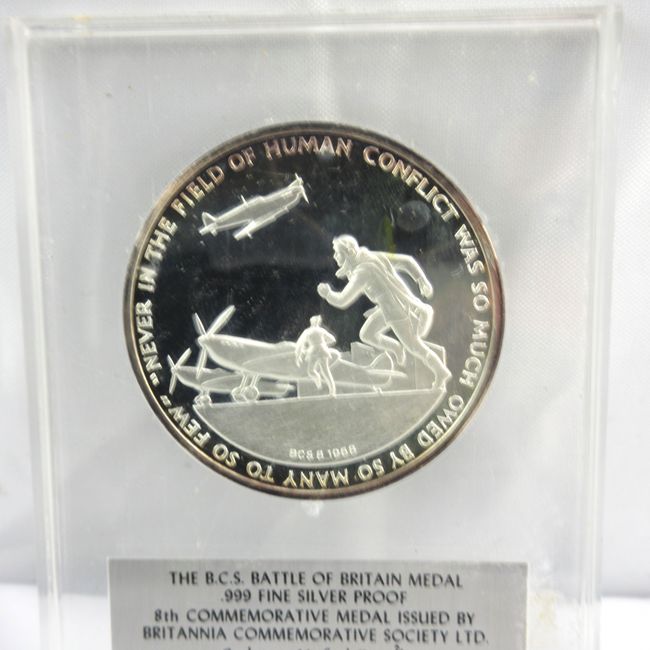 "NEVER IN THE FIELD OF HUMAN CONFLICT WAS SO MUCH OWED BY SO MANY TO SO FEW"
BCS 8 1968
THE B.C.S. BATTLE OF BRITAIN MEDAL
.999 FINE SILVER PROOF
8th COMMEMORATIVE MEDAL ISSUED BY
BRITANNIA COMMEMORATIVE SOCIETY LTD.